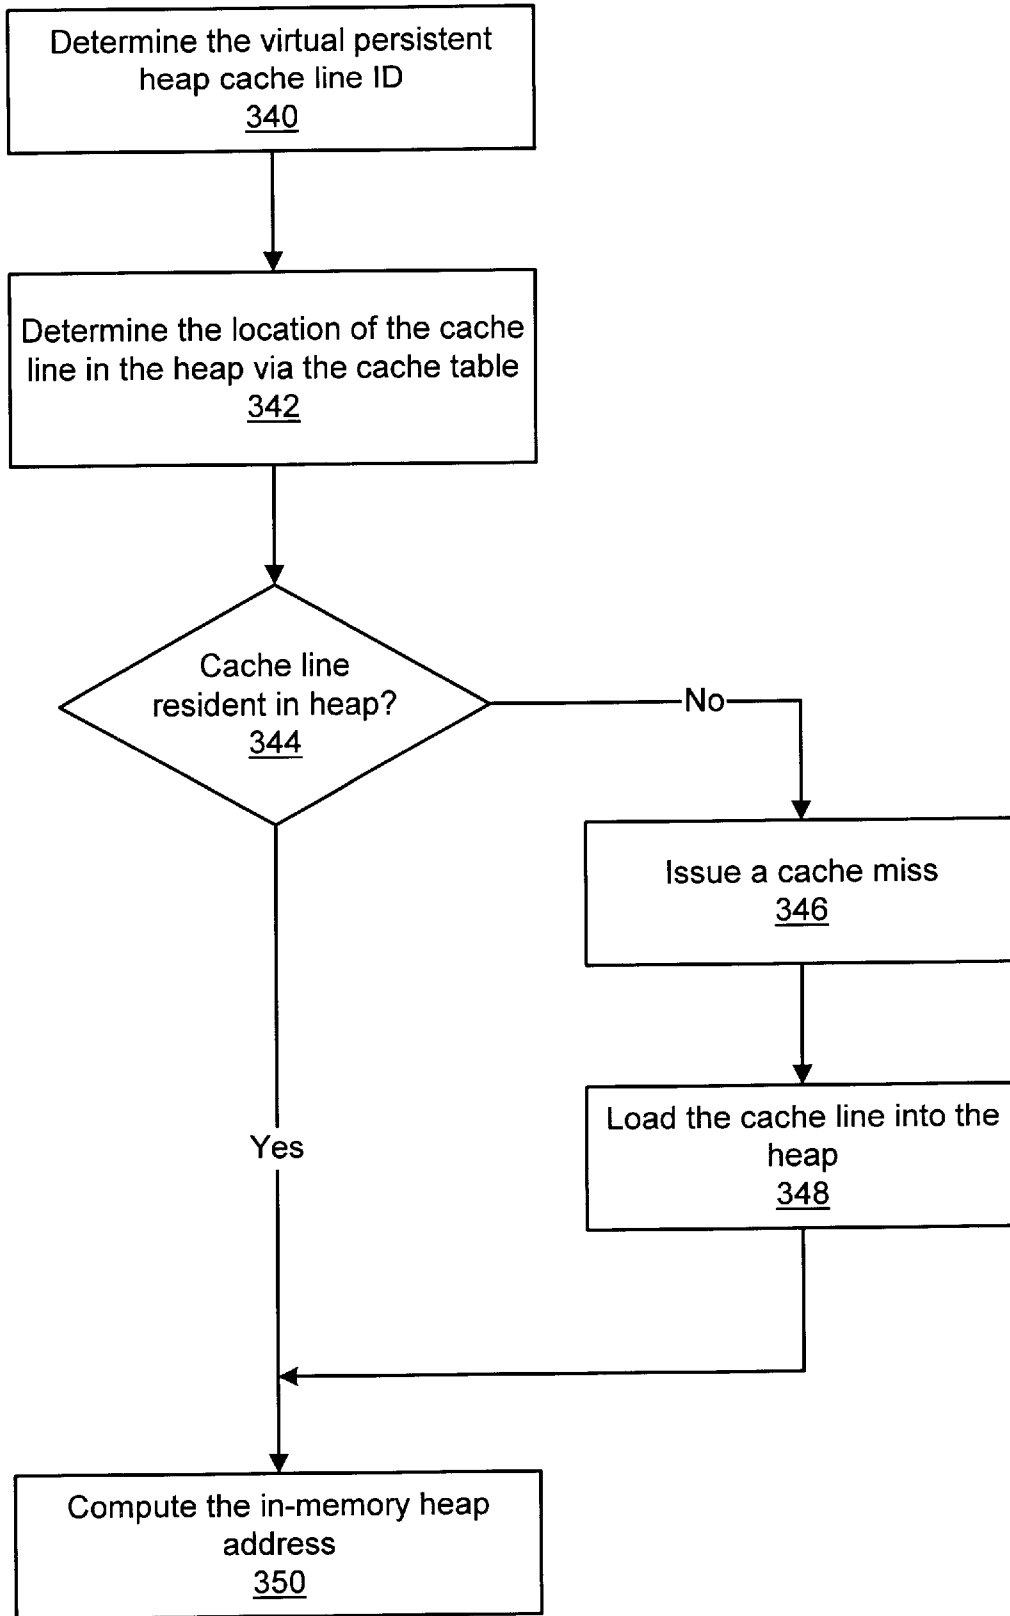 Determine the virtual persistent
heap cache line ID
340
Determine the location of the cache
line in the heap via the cache table
342
Cache line
resident in heap?
344
No
Issue a cache miss
346
Load the cache line into the
heap
348
Yes
Compute the in-memory heap
address
350